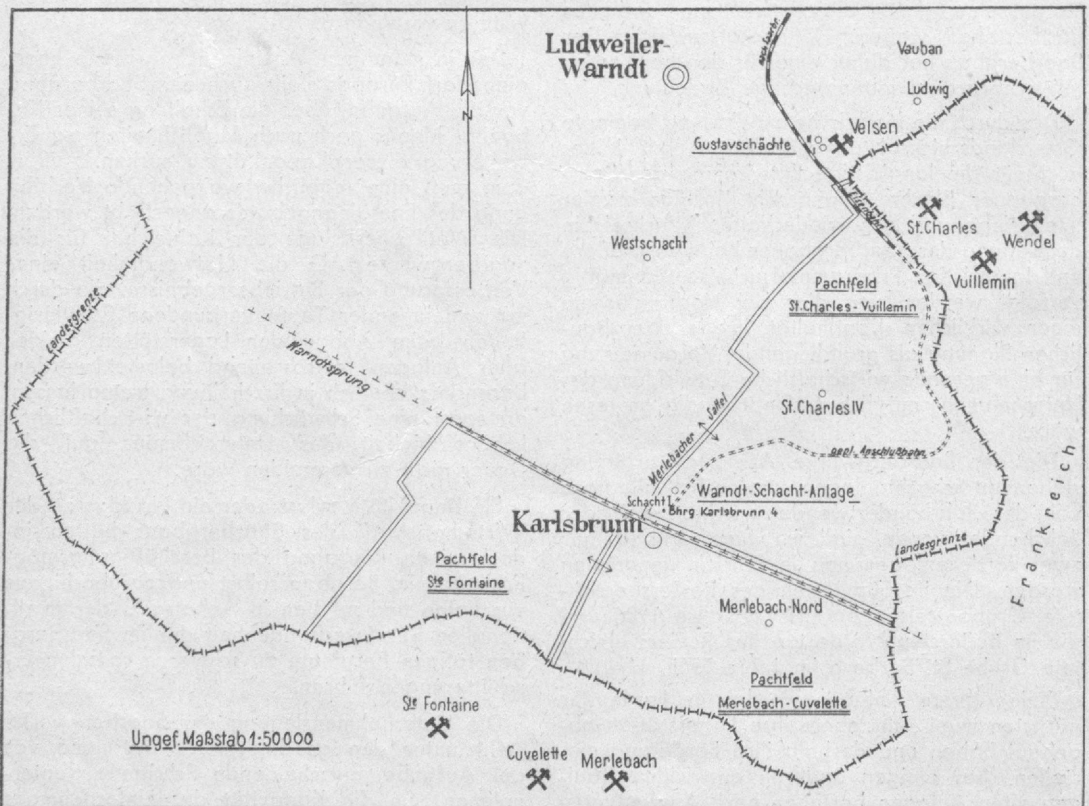 Ludweiler-
Warndt
nach Saarbr.
Vauban
Ludwig
Velsen
Gustavschächte
N
St. Charles
Wendel
Vuillemin
Westschacht
Landesgrenze
Pachtfeld
St. Charles - Vuillemin
Warndtsprung
St. Charles IV
Merlebacher Sattel
gepl. Anschlußbahn
Warndt-Schacht-Anlage
Schacht I
Bhrg. Karlsbrunn 4
Karlsbrunn
Landesgrenze
Frankreich
Pachtfeld
Ste Fontaine
Merlebach-Nord
Pachtfeld
Merlebach-Cuvelette
Ste Fontaine
Ungef. Maßstab 1:50000
Cuvelette
Merlebach